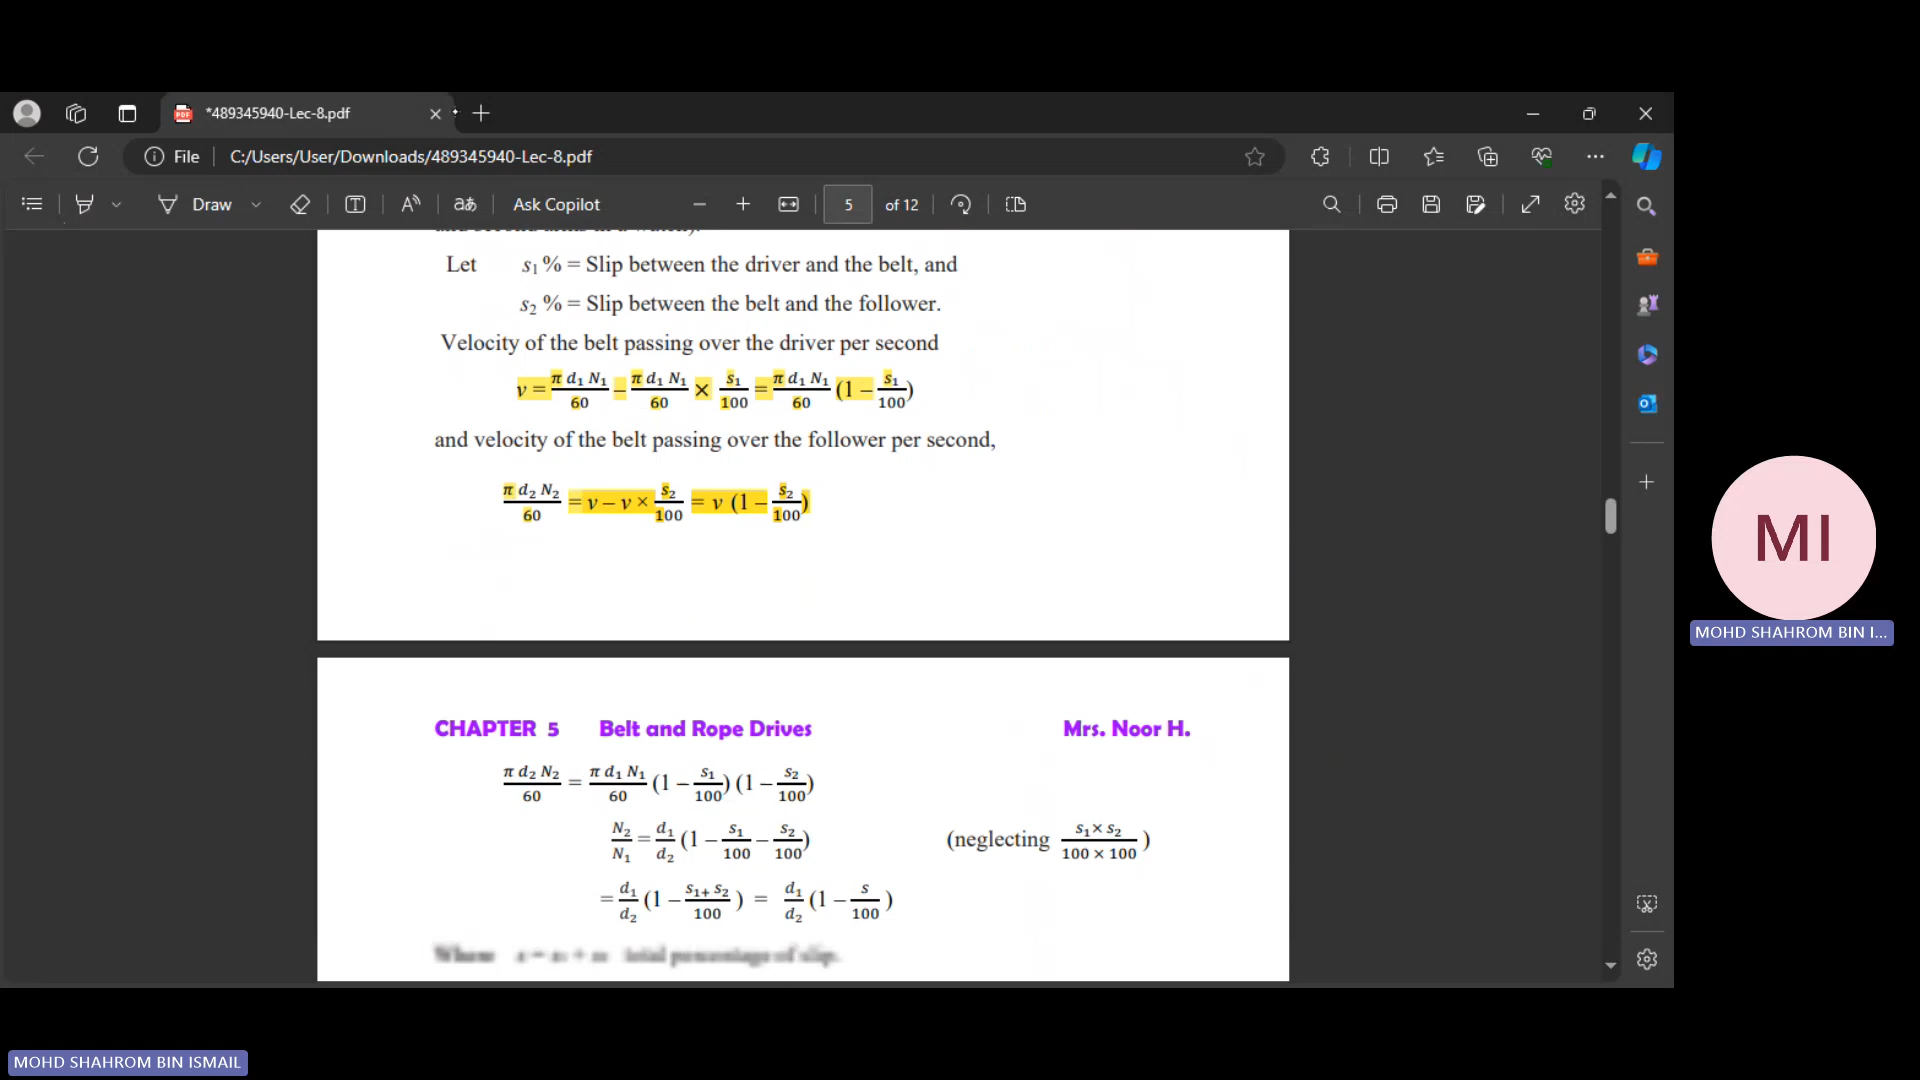 *489345940-Lec-8.pdf
File C:/Users/User/Downloads/489345940-Lec-8.pdf
Draw Ask Copilot 5 of 12
Let s₁ % = Slip between the driver and the belt, and
s₂ % = Slip between the belt and the follower.
Velocity of the belt passing over the driver per second
v = π d₁ N₁/60 – π d₁ N₁/60 × s₁/100 = π d₁ N₁/60 (1 – s₁/100)
and velocity of the belt passing over the follower per second,
π d₂ N₂/60 = v – v × s₂/100 = v (1 – s₂/100)
CHAPTER 5 Belt and Rope Drives Mrs. Noor H.
π d₂ N₂/60 = π d₁ N₁/60 (1 – s₁/100) (1 – s₂/100)
N₂/N₁ = d₁/d₂ (1 – s₁/100 – s₂/100) (neglecting s₁ × s₂/100 × 100)
= d₁/d₂ (1 – s₁₊ s₂/100) = d₁/d₂ (1 – s/100)
total percentage of slip.
MI
MOHD SHAHROM BIN I...
MOHD SHAHROM BIN ISMAIL